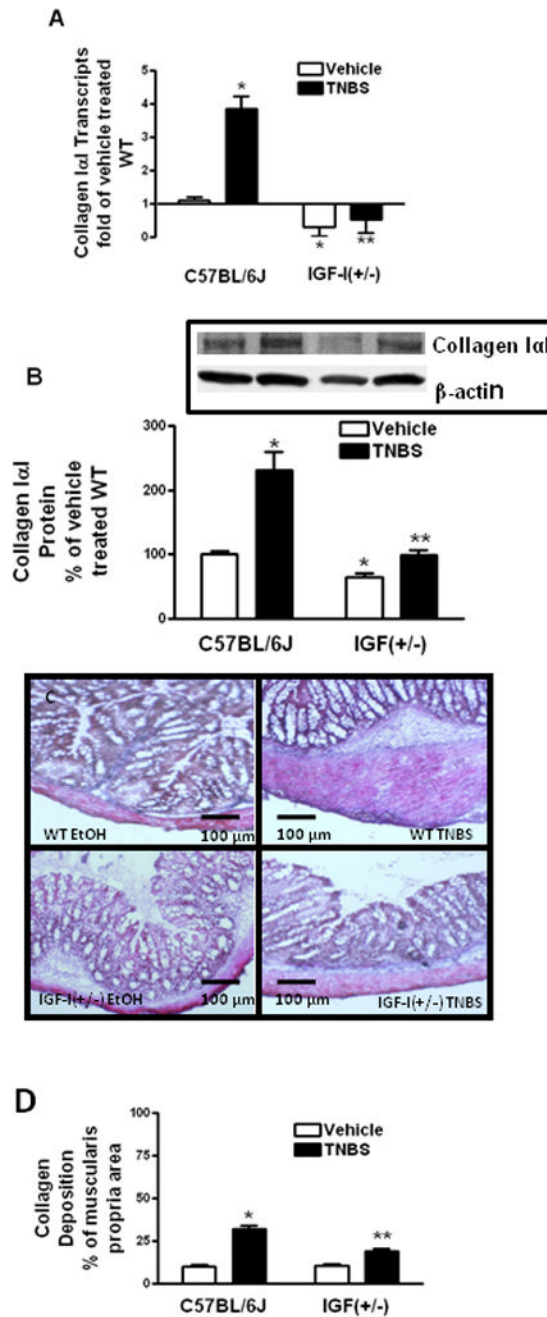 A
Collagen IαI Transcripts
fold of vehicle treated
WT
5
4
3
2
1
0
*
*
**
Vehicle
TNBS
C57BL/6J
IGF-I(+/-)
Collagen IαI
β-actin
B
Collagen IαI
Protein
% of vehicle
treated WT
300
200
100
0
*
*
**
Vehicle
TNBS
C57BL/6J
IGF(+/-)
C
WT EtOH
100 µm
100 µm
WT TNBS
IGF-I(+/-) EtOH
100 µm
100 µm
IGF-I(+/-) TNBS
D
Collagen
Deposition
% of muscularis
propria area
100
75
50
25
0
*
**
Vehicle
TNBS
C57BL/6J
IGF(+/-)